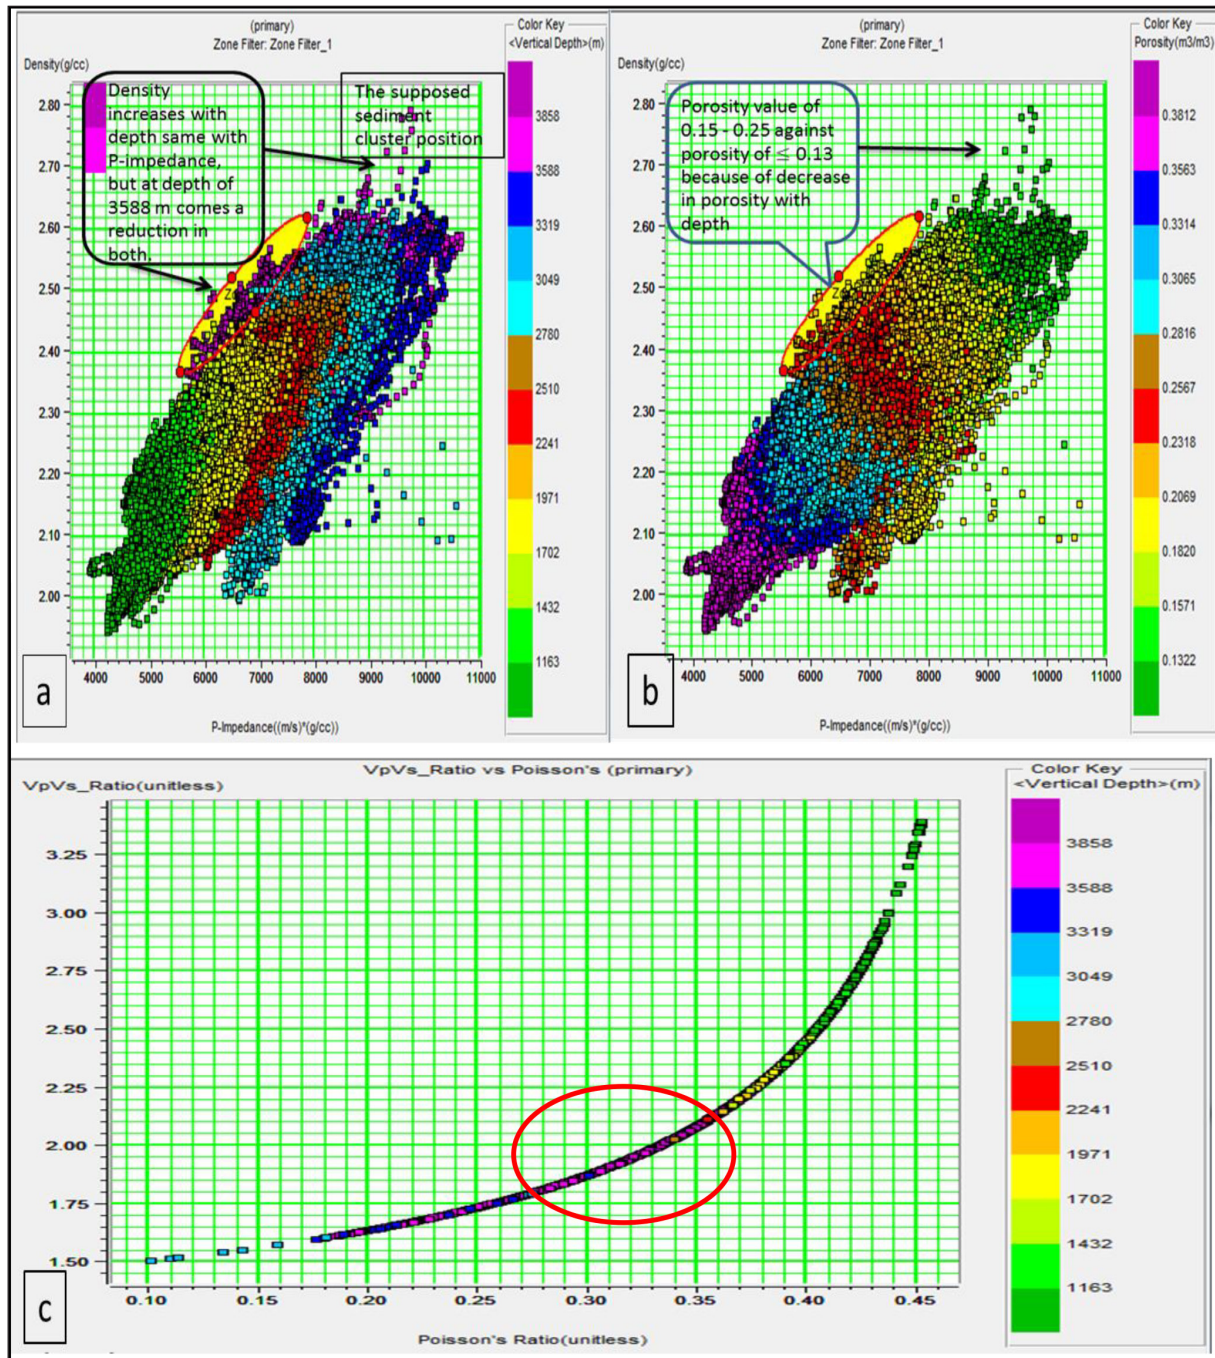 (primary)
Zone Filter: Zone Filter_1
Density(g/cc)
Color Key
<Vertical Depth>(m)
Density
increases with
depth same with
P-impedance,
but at depth of
3588 m comes a
reduction in
both.
The supposed
sediment
cluster position
2.80
2.70
2.60
2.50
2.40
2.30
2.20
2.10
2.00
4000 5000 6000 7000 8000 9000 10000 11000
P-Impedance((m/s)*(g/cc))
3858
3588
3319
3049
2780
2510
2241
1971
1702
1432
1163
a
(primary)
Zone Filter: Zone Filter_1
Density(g/cc)
Color Key
Porosity(m3/m3)
Porosity value of
0.15 - 0.25 against
porosity of ≤ 0.13
because of decrease
in porosity with
depth
2.80
2.70
2.60
2.50
2.40
2.30
2.20
2.10
2.00
4000 5000 6000 7000 8000 9000 10000 11000
P-Impedance((m/s)*(g/cc))
0.3812
0.3563
0.3314
0.3065
0.2816
0.2567
0.2318
0.2069
0.1820
0.1571
0.1322
b
VpVs_Ratio vs Poisson's (primary)
VpVs_Ratio(unitless)
Color Key
<Vertical Depth>(m)
3.25
3.00
2.75
2.50
2.25
2.00
1.75
1.50
0.10 0.15 0.20 0.25 0.30 0.35 0.40 0.45
Poisson's Ratio(unitless)
3858
3588
3319
3049
2780
2510
2241
1971
1702
1432
1163
c